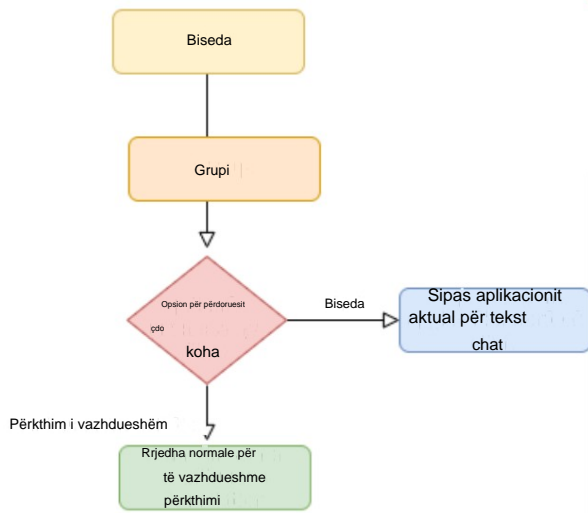 Biseda
Grupi
Opsion për përdoruesit
çdo
koha
Biseda
Sipas aplikacionit
aktual për tekst
chat
Përkthim i vazhdueshëm
Rrjedha normale për
të vazhdueshme
përkthimi